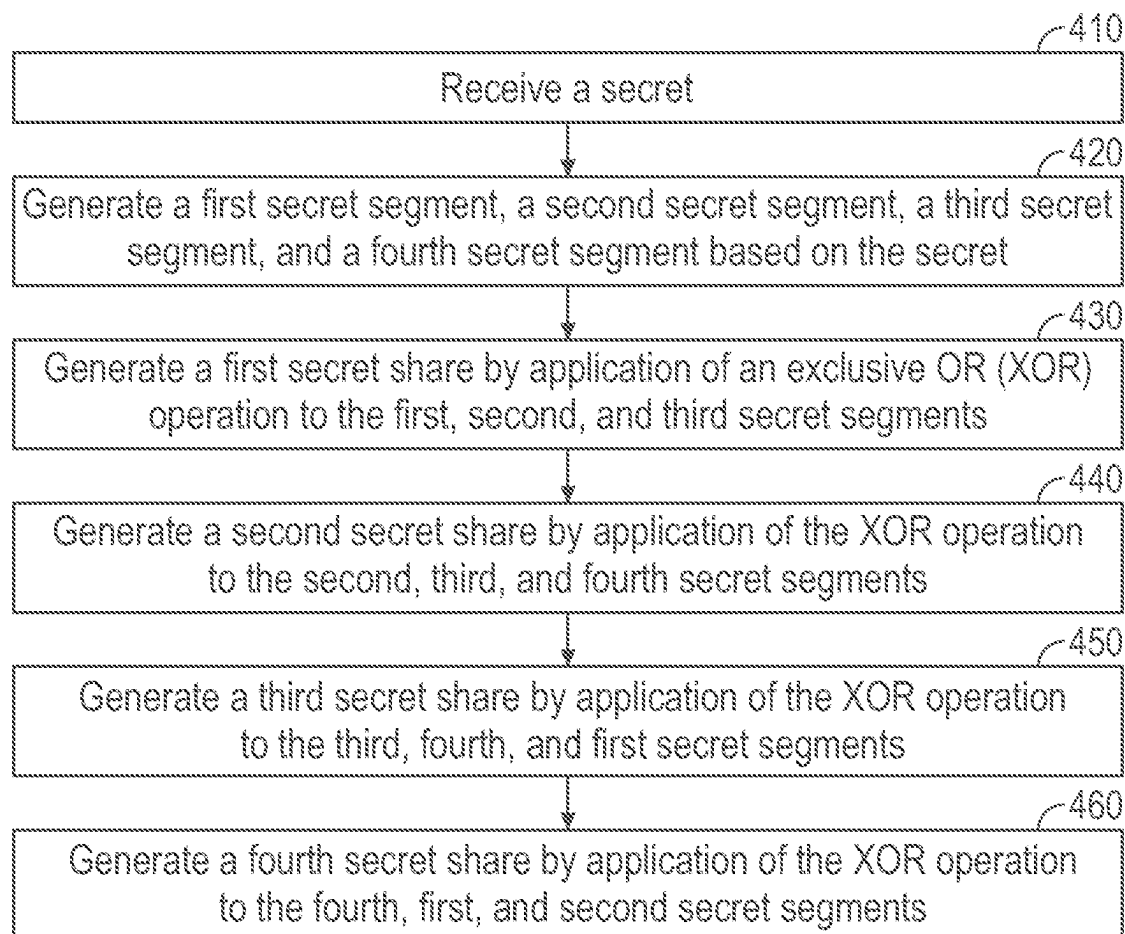 410
Receive a secret
420
Generate a first secret segment, a second secret segment, a third secret
segment, and a fourth secret segment based on the secret
430
Generate a first secret share by application of an exclusive OR (XOR)
operation to the first, second, and third secret segments
440
Generate a second secret share by application of the XOR operation
to the second, third, and fourth secret segments
450
Generate a third secret share by application of the XOR operation
to the third, fourth, and first secret segments
460
Generate a fourth secret share by application of the XOR operation
to the fourth, first, and second secret segments